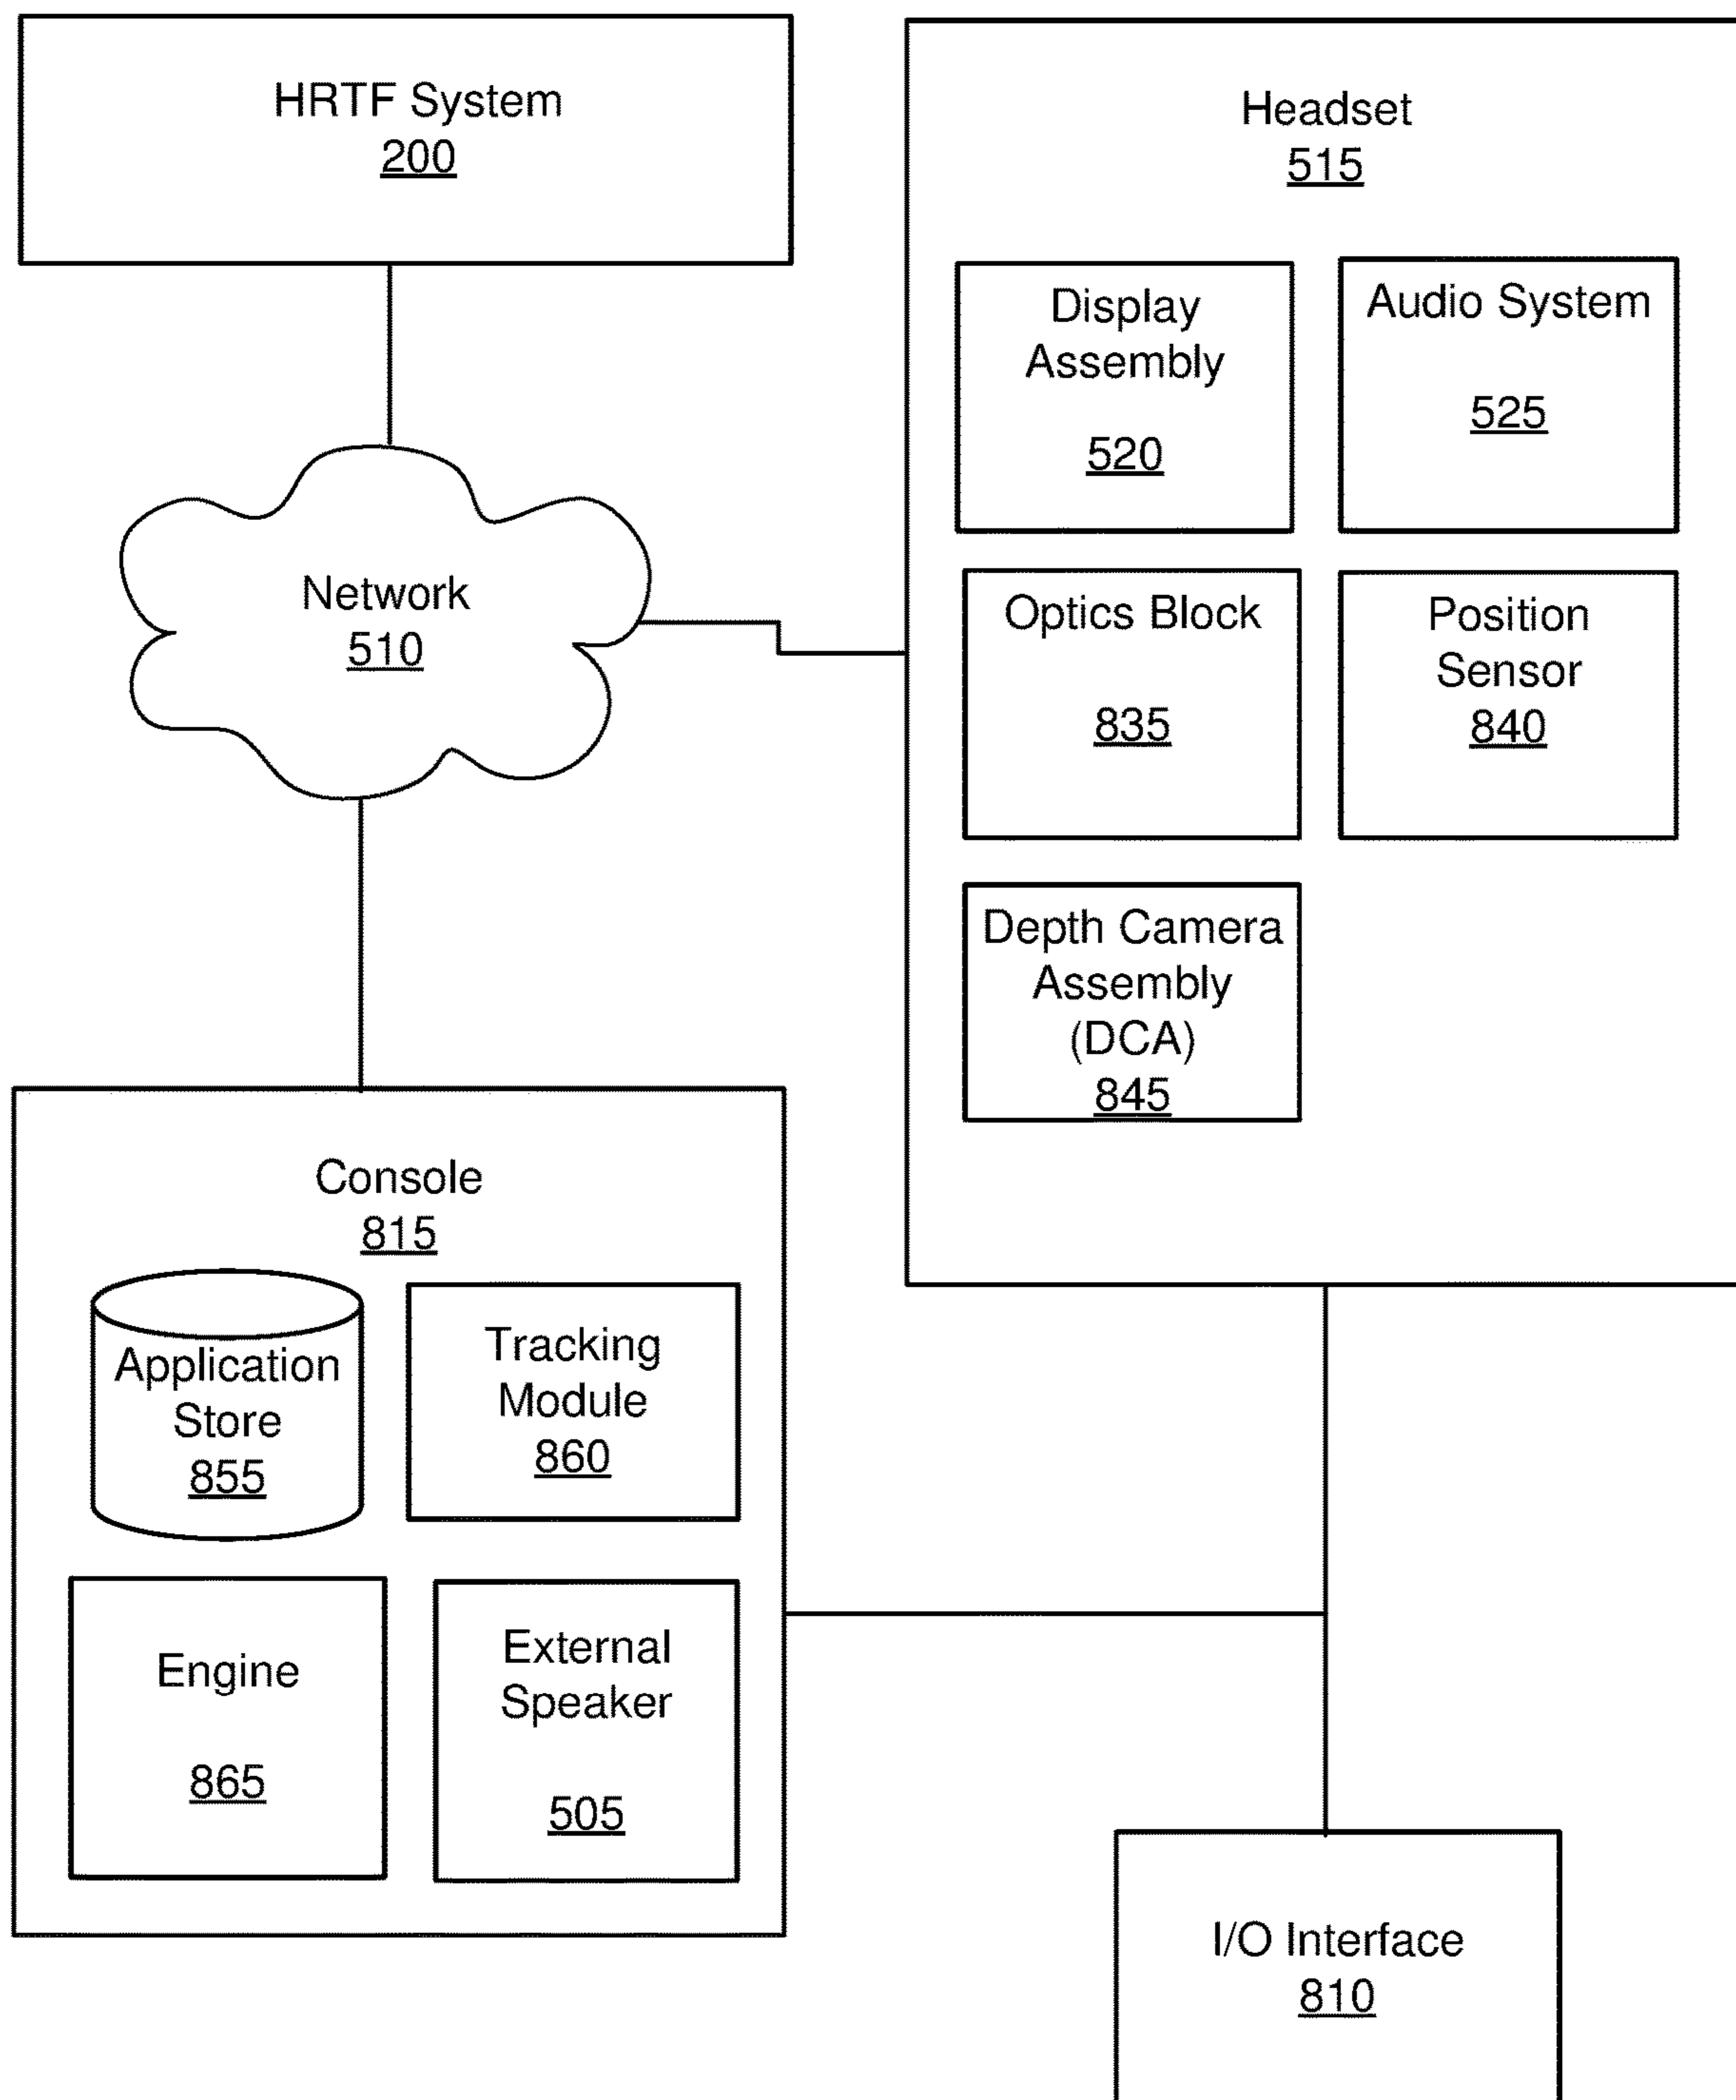 HRTF System
200
Headset
515
Display
Assembly
520
Audio System
525
Optics Block
835
Position
Sensor
840
Depth Camera
Assembly
(DCA)
845
Network
510
Console
815
Application
Store
855
Tracking
Module
860
Engine
865
External
Speaker
505
I/O Interface
810